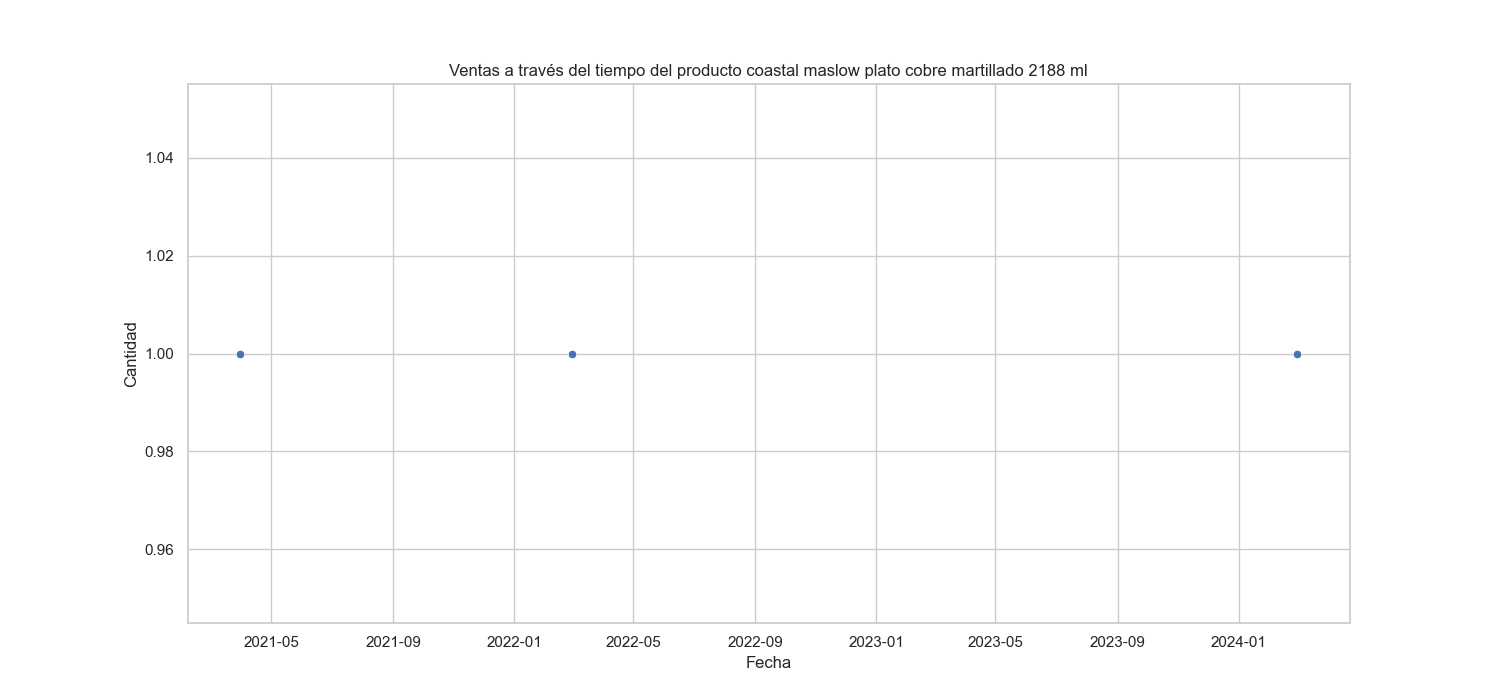 Ventas a través del tiempo del producto coastal maslow plato cobre martillado 2188 ml
1.04
1.02
1.00
0.98
0.96
Cantidad
2021-05 2021-09 2022-01 2022-05 2022-09 2023-01 2023-05 2023-09 2024-01
Fecha